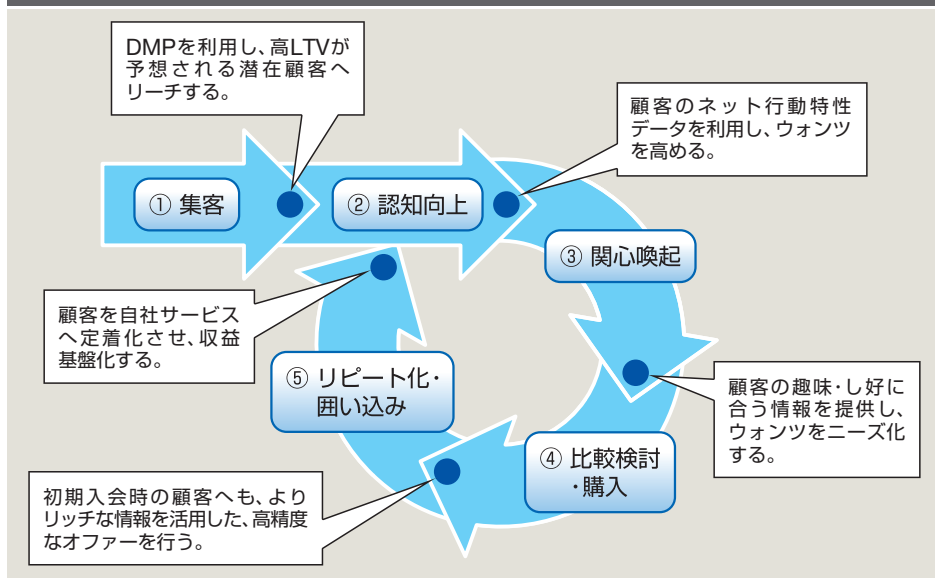 DMPを利用し、高LTVが
予想される潜在顧客へ
リーチする。
顧客のネット行動特性
データを利用し、ウォンツ
を高める。
① 集客
② 認知向上
③ 関心喚起
顧客を自社サービス
へ定着化させ、収益
基盤化する。
⑤ リピート化・
囲い込み
顧客の趣味・し好に
合う情報を提供し、
ウォンツをニーズ化
する。
④ 比較検討
・購入
初期入会時の顧客へも、より
リッチな情報を活用した、高精度
なオファーを行う。